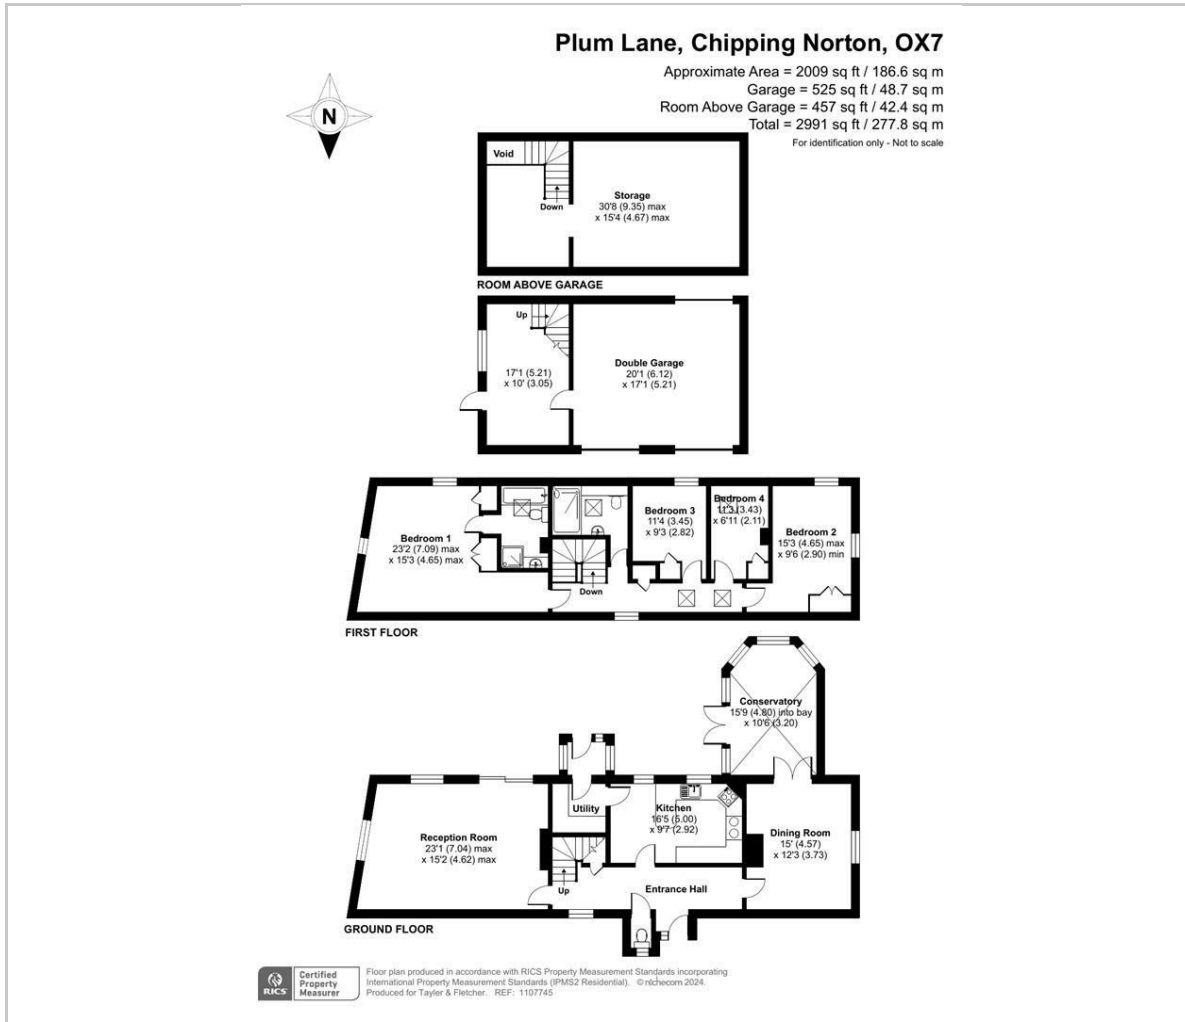 Plum Lane, Chipping Norton, OX7
Approximate Area = 2009 sq ft / 186.6 sq m
Garage = 525 sq ft / 48.7 sq m
Room Above Garage = 457 sq ft / 42.4 sq m
Total = 2991 sq ft / 277.8 sq m
For identification only - Not to scale
N
Void
Down
Storage
30'8 (9.35) max
x 15'4 (4.67) max
ROOM ABOVE GARAGE
Up
17'1 (5.21)
x 10' (3.05)
Double Garage
20'1 (6.12)
x 17'1 (5.21)
Bedroom 1
23'2 (7.09) max
x 15'3 (4.65) max
Down
Bedroom 3
11'4 (3.45)
x 9'3 (2.82)
Bedroom 4
11'3 (3.43)
x 6'11 (2.11)
Bedroom 2
15'3 (4.65) max
x 9'6 (2.90) min
FIRST FLOOR
Conservatory
15'9 (4.80) into bay
x 10'6 (3.20)
Reception Room
23'1 (7.04) max
x 15'2 (4.62) max
Utility
Up
Kitchen
16'5 (5.00)
x 9'7 (2.92)
Dining Room
15' (4.57)
x 12'3 (3.73)
Entrance Hall
GROUND FLOOR
RICS
Certified
Property
Measurer
Floor plan produced in accordance with RICS Property Measurement Standards incorporating
International Property Measurement Standards (IPMS2 Residential). © nichecom 2024.
Produced for Tayler & Fletcher. REF: 1107745